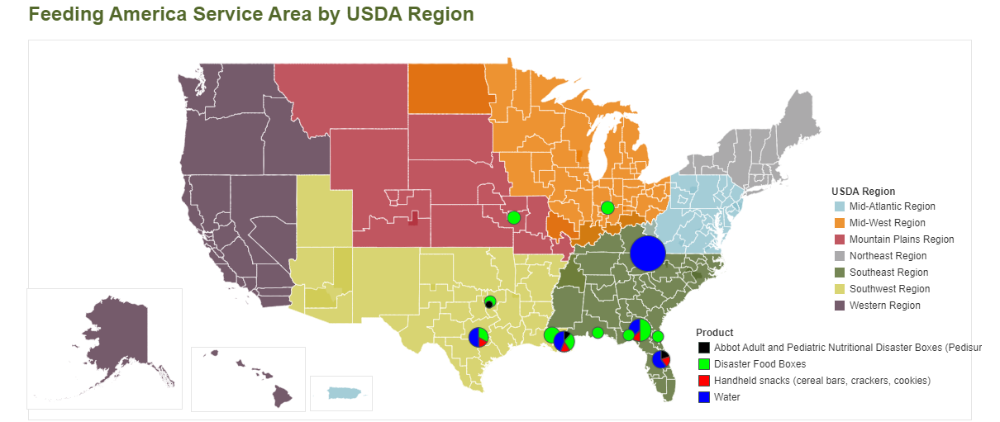 Feeding America Service Area by USDA Region
USDA Region
Mid-Atlantic Region
Mid-West Region
Mountain Plains Region
Northeast Region
Southeast Region
Southwest Region
Western Region
Product
Abbot Adult and Pediatric Nutritional Disaster Boxes (Pedisur
Disaster Food Boxes
Handheld snacks (cereal bars, crackers, cookies)
Water